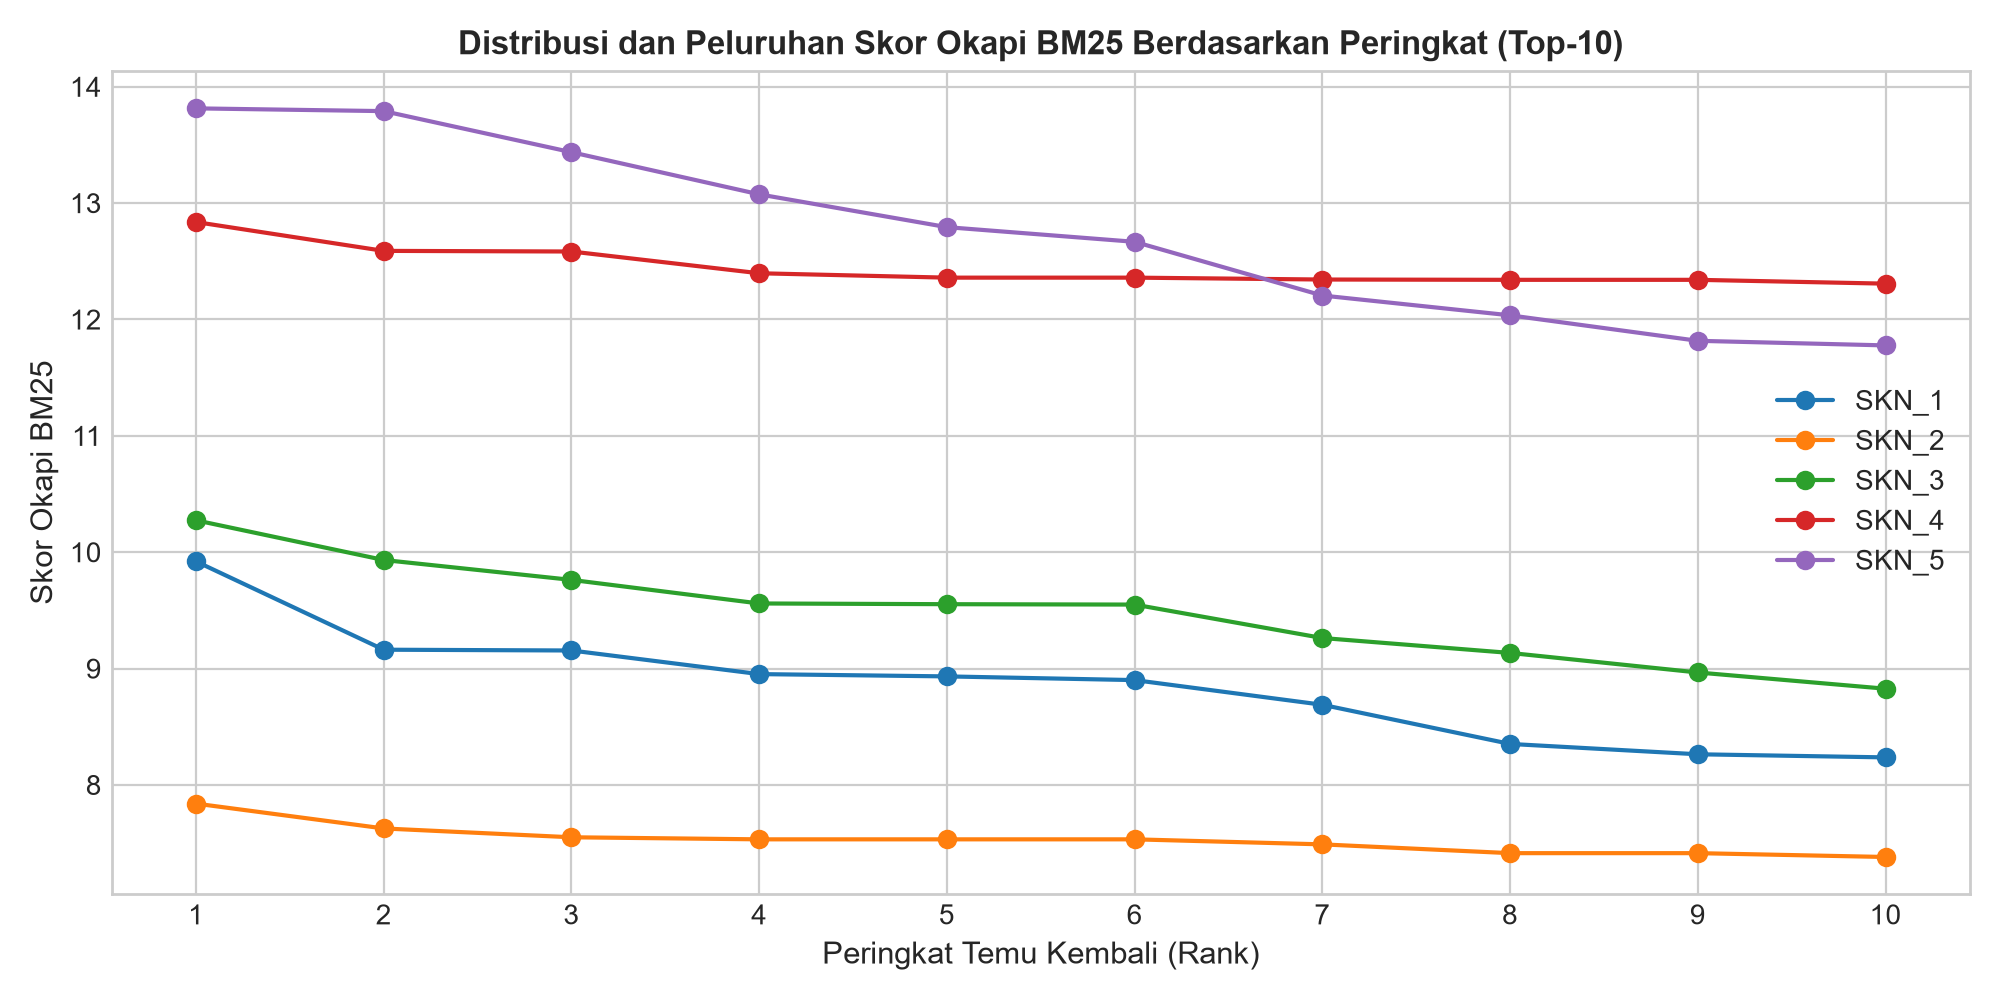 Distribusi dan Peluruhan Skor Okapi BM25 Berdasarkan Peringkat (Top-10)
Skor Okapi BM25
14
13
12
11
10
9
8
SKN_1
SKN_2
SKN_3
SKN_4
SKN_5
1 2 3 4 5 6 7 8 9 10
Peringkat Temu Kembali (Rank)